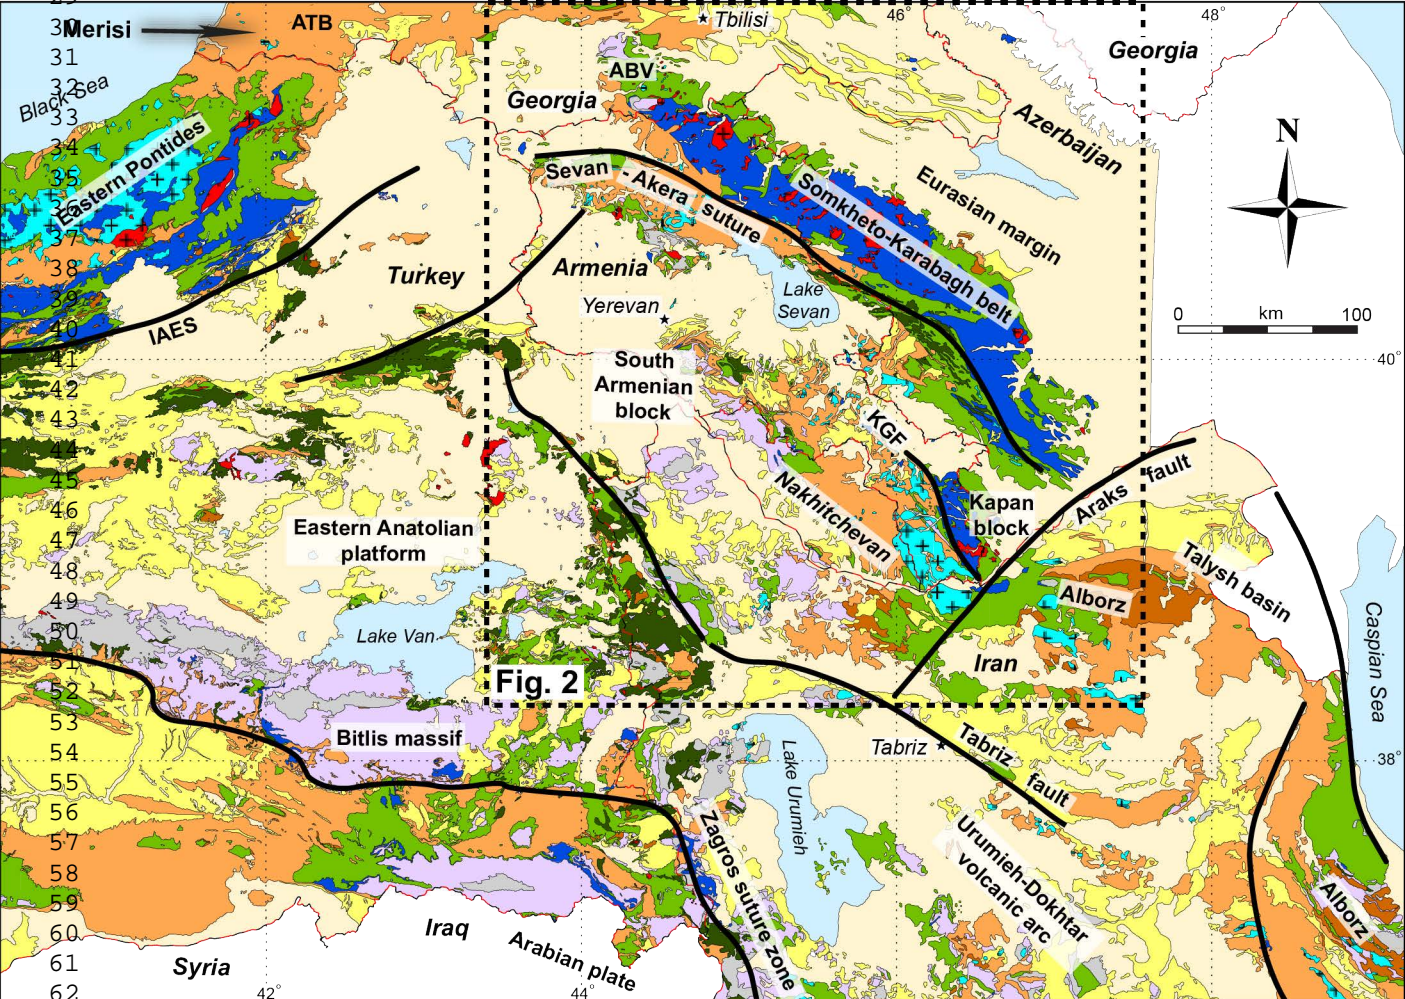 30
Merisi
ATB
Tbilisi
46°
48°
31
Georgia
32
Black Sea
ABV
33
Georgia
34
Eastern Pontides
Azerbaijan
N
35
Sevan - Akera suture
Somkheto-Karabagh belt
Eurasian margin
36
37
38
Turkey
Armenia
39
Yerevan
Lake
Sevan
0 km 100
40
IAES
41
40°
South
Armenian
block
42
43
KGF
44
45
Nakhitchevan
Kapan
block
Araks fault
46
Eastern Anatolian
platform
47
48
Talysh basin
49
Alborz
50
Lake Van
Caspian Sea
51
Iran
52
Fig. 2
53
Bitlis massif
Tabriz
Tabriz fault
54
38°
55
Lake Urumieh
56
Zagros suture zone
Urumieh-Dokhtar
volcanic arc
57
58
Alborz
59
60
Iraq
Arabian plate
61
Syria
62
42°
44°